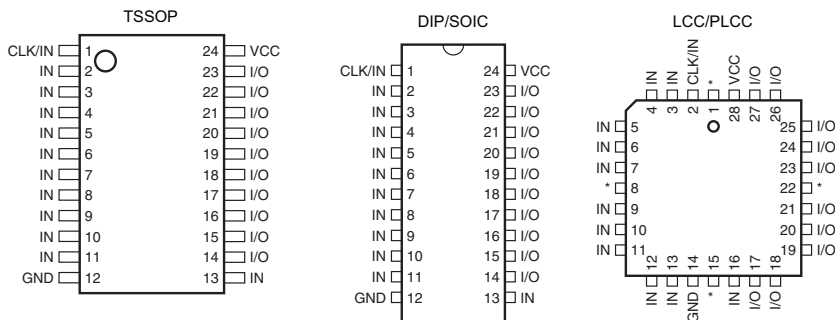 TSSOP
CLK/IN 1 24 VCC
IN 2 23 I/O
IN 3 22 I/O
IN 4 21 I/O
IN 5 20 I/O
IN 6 19 I/O
IN 7 18 I/O
IN 8 17 I/O
IN 9 16 I/O
IN 10 15 I/O
IN 11 14 I/O
GND 12 13 IN
DIP/SOIC
CLK/IN 1 24 VCC
IN 2 23 I/O
IN 3 22 I/O
IN 4 21 I/O
IN 5 20 I/O
IN 6 19 I/O
IN 7 18 I/O
IN 8 17 I/O
IN 9 16 I/O
IN 10 15 I/O
IN 11 14 I/O
GND 12 13 IN
LCC/PLCC
IN IN CLK/IN * VCC I/O I/O
4 3 2 1 28 27 26
IN 5 25 I/O
IN 6 24 I/O
IN 7 23 I/O
* 8 22 *
IN 9 21 I/O
IN 10 20 I/O
IN 11 19 I/O
12 13 14 15 16 17 18
IN IN GND * IN I/O I/O